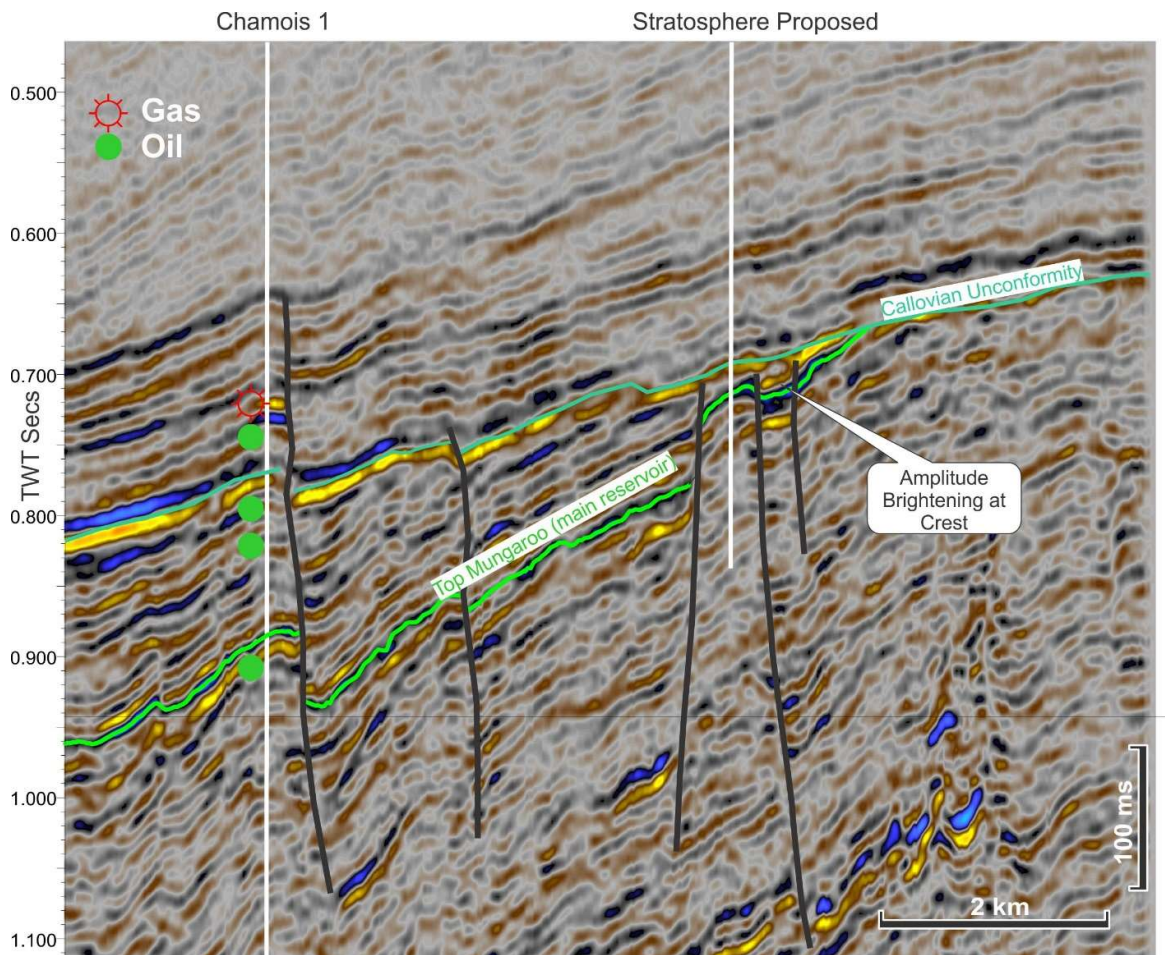 Chamois 1
Stratosphere Proposed
0.500
Gas
Oil
0.600
Callovian Unconformity
0.700
TWT Secs
Amplitude
Brightening at
Crest
Top Mungaroo (main reservoir)
0.800
0.900
1.000
100 ms
2 km
1.100